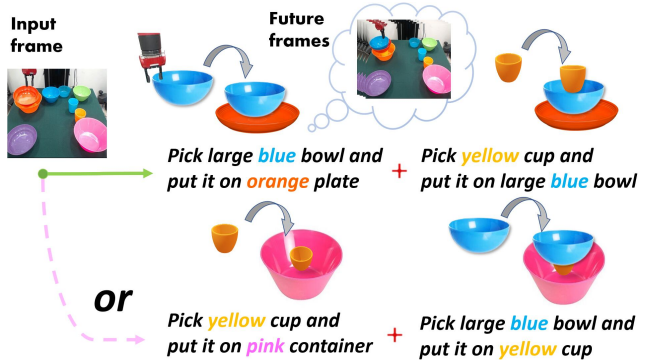 Input
frame
Future
frames
Pick large blue bowl and
put it on orange plate
+
Pick yellow cup and
put it on large blue bowl
or
Pick yellow cup and
put it on pink container
+
Pick large blue bowl and
put it on yellow cup